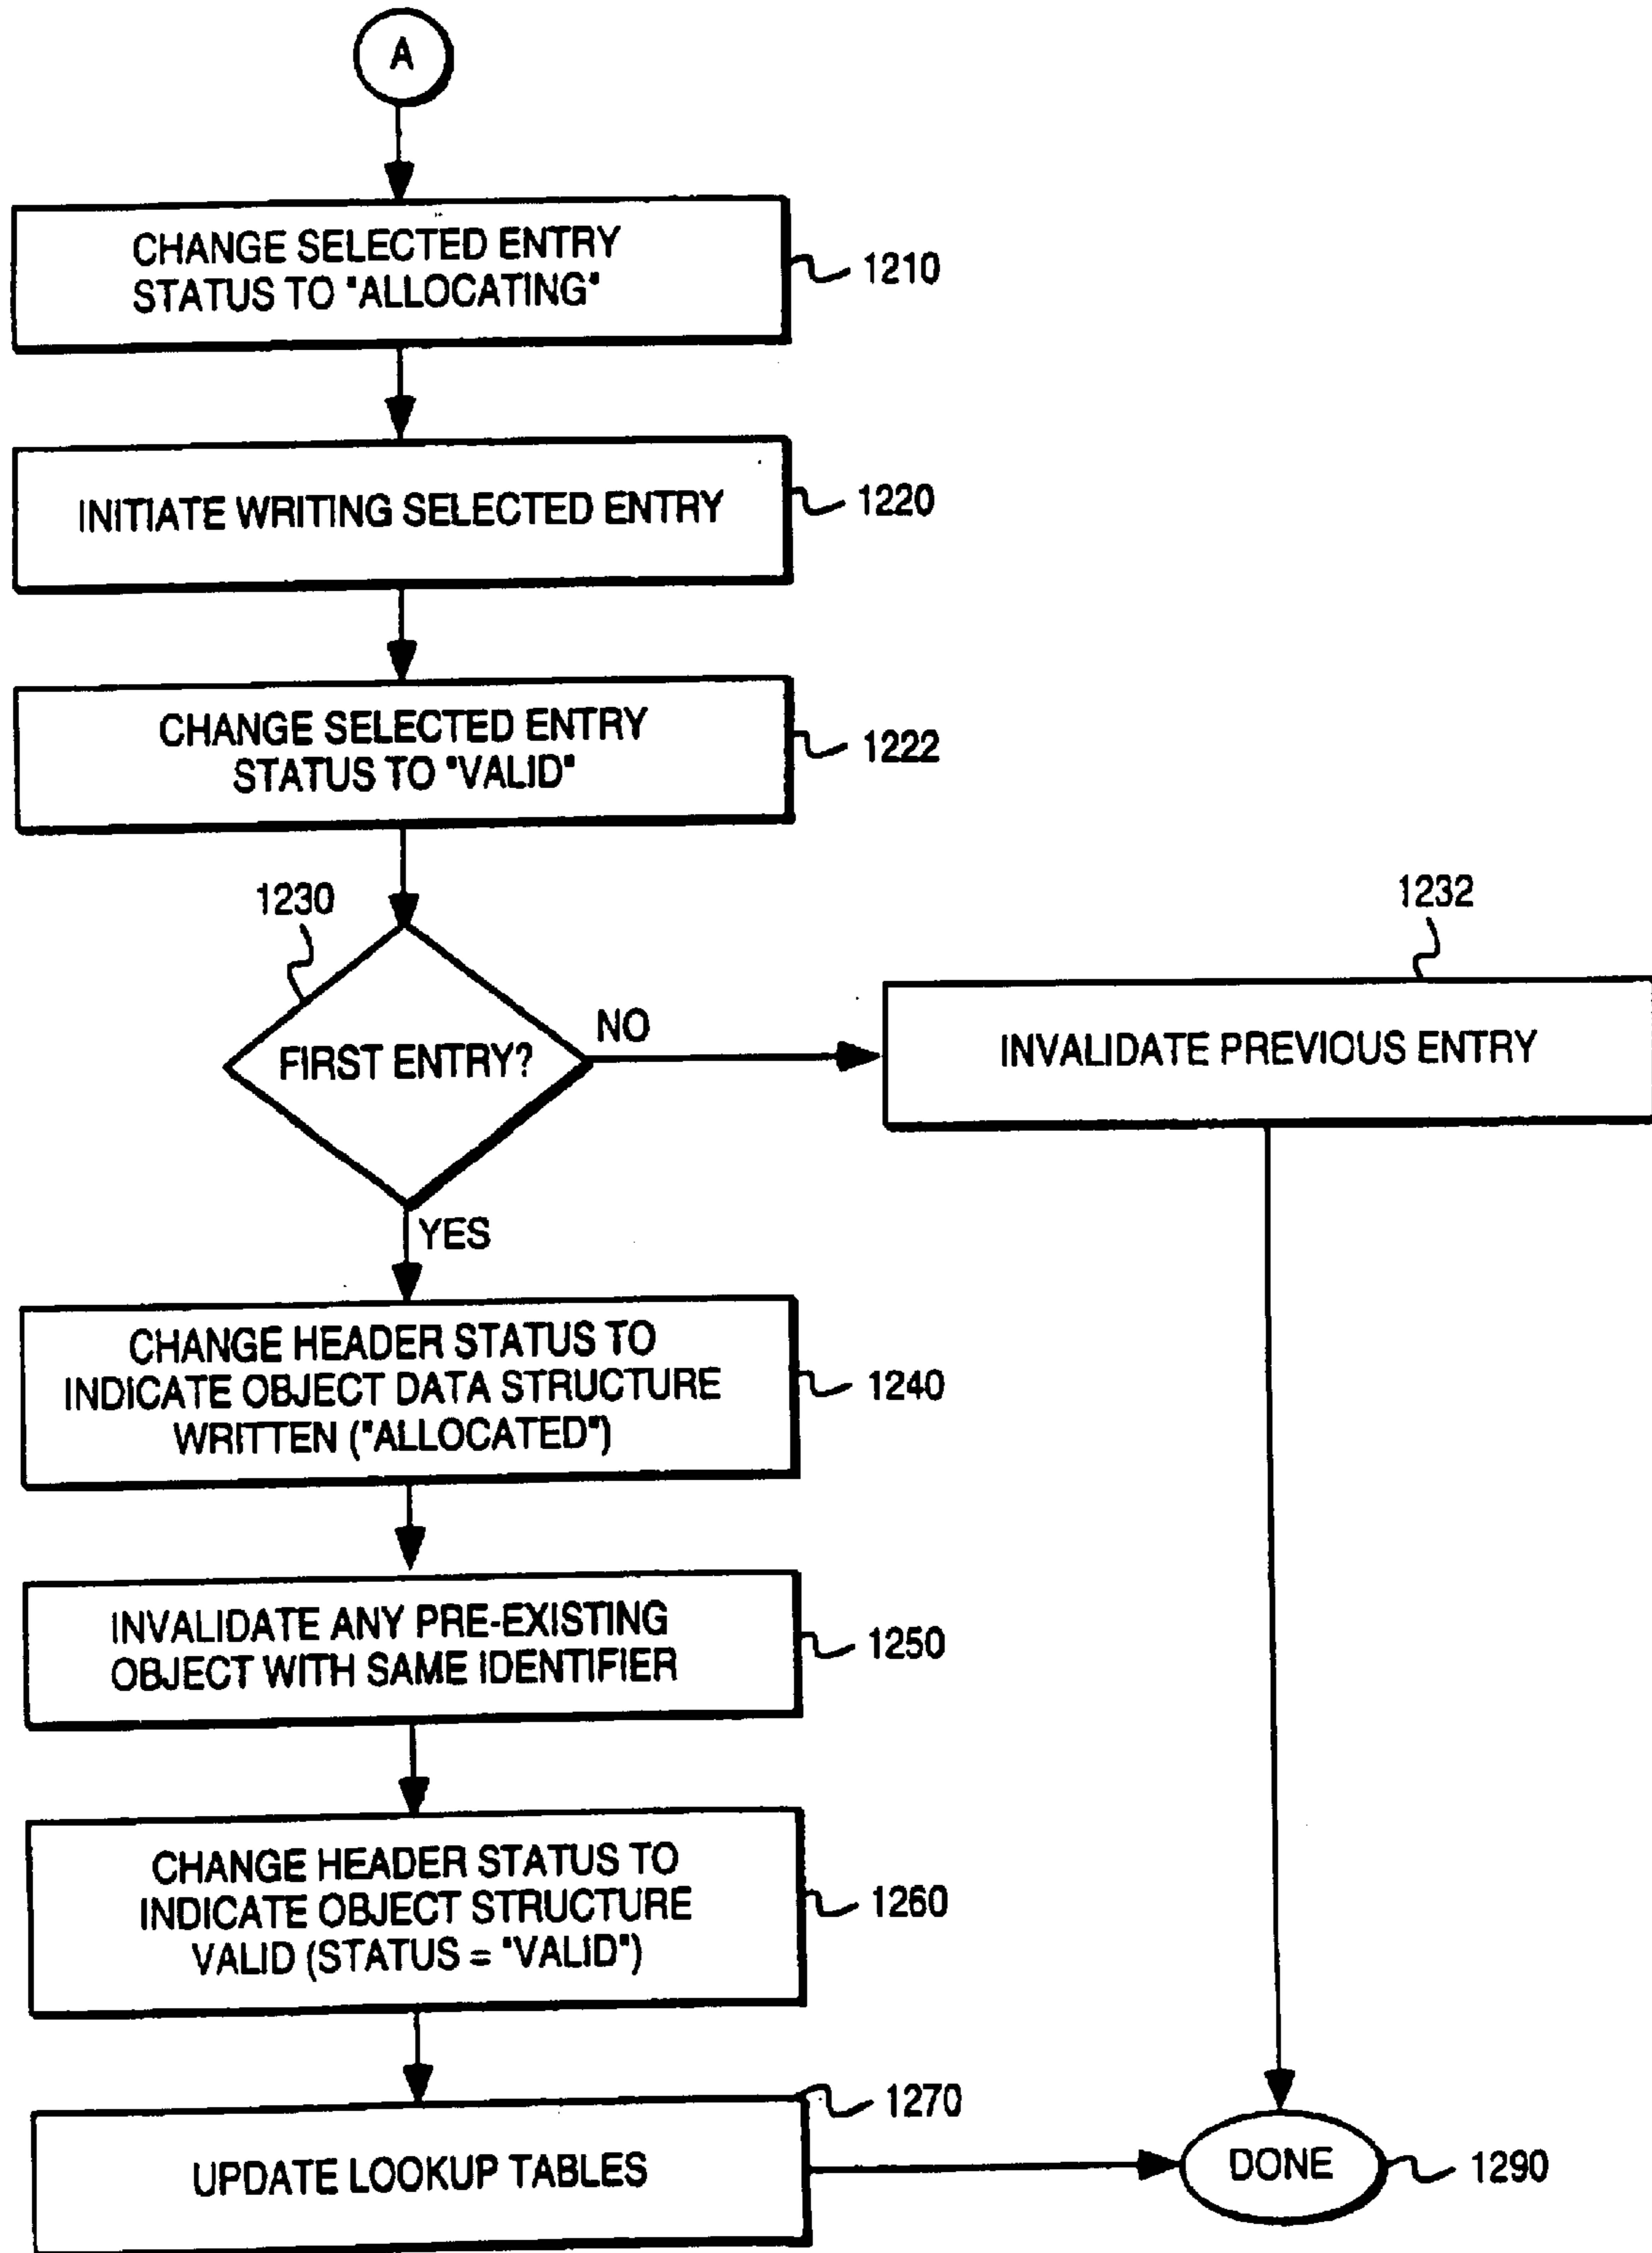 A
CHANGE SELECTED ENTRY
STATUS TO "ALLOCATING"
1210
INITIATE WRITING SELECTED ENTRY
1220
CHANGE SELECTED ENTRY
STATUS TO "VALID"
1222
1230
FIRST ENTRY?
NO
1232
INVALIDATE PREVIOUS ENTRY
YES
CHANGE HEADER STATUS TO
INDICATE OBJECT DATA STRUCTURE
WRITTEN ("ALLOCATED")
1240
INVALIDATE ANY PRE-EXISTING
OBJECT WITH SAME IDENTIFIER
1250
CHANGE HEADER STATUS TO
INDICATE OBJECT STRUCTURE
VALID (STATUS = "VALID")
1260
UPDATE LOOKUP TABLES
1270
DONE
1290